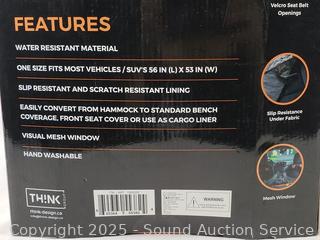 Velcro Seat Belt
Openings
FEATURES
WATER RESISTANT MATERIAL
ONE SIZE FITS MOST VEHICLES / SUV'S 56 IN (L) X 53 IN (W)
SLIP RESISTANT AND SCRATCH RESISTANT LINING
EASILY CONVERT FROM HAMMOCK TO STANDARD BENCH
COVERAGE, FRONT SEAT COVER OR USE AS CARGO LINER
VISUAL MESH WINDOW
HAND WASHABLE
Slip Resistance
Under Fabric
Mesh Window
TH!NK
think-design.ca
WARNING
Copyright 2025 - Sound Auction Service